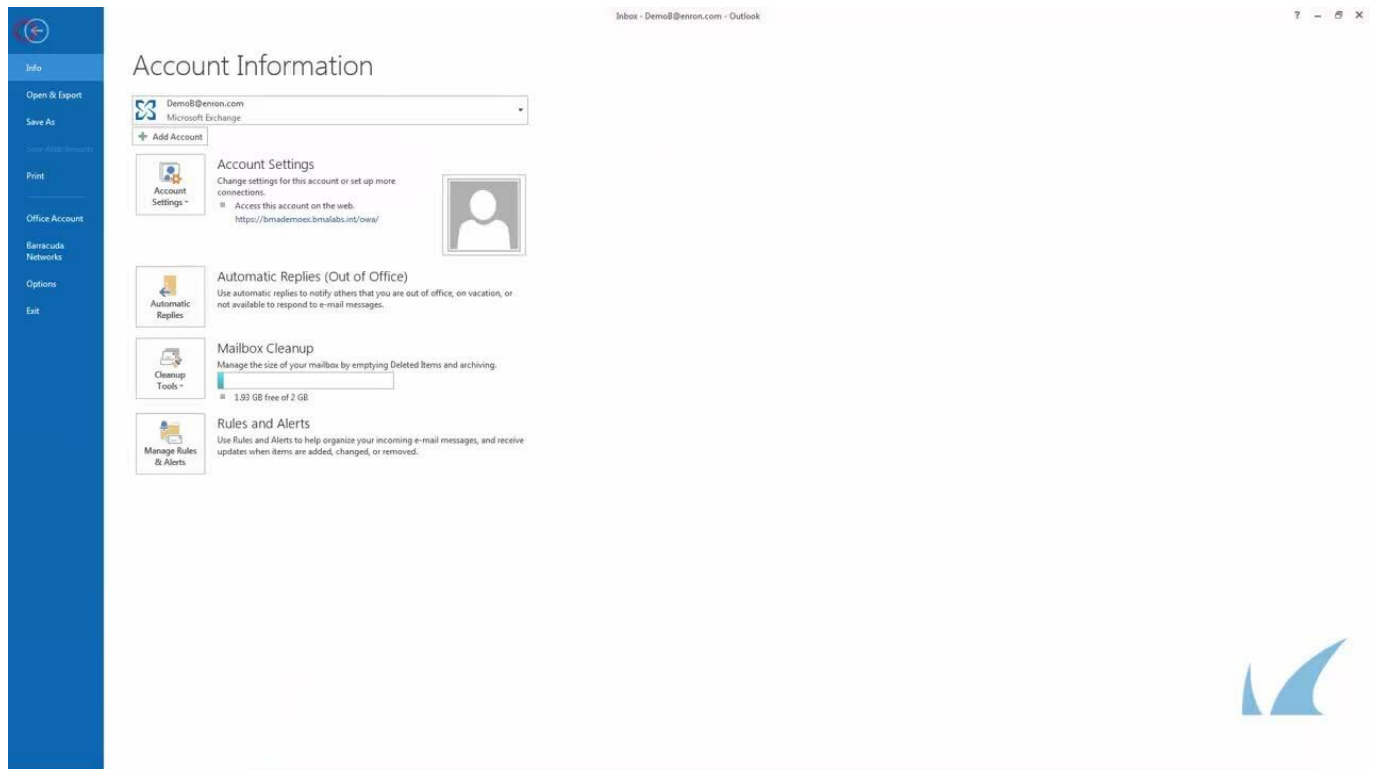 Inbox - DemoB@enron.com - Outlook
?
Info
Open & Export
Save As
Save Attachments
Print
Office Account
Barracuda
Networks
Options
Exit
Account Information
DemoB@enron.com
Microsoft Exchange
Add Account
Account
Settings
Account Settings
Change settings for this account or set up more
connections.
Access this account on the web.
https://bmademoex.bmalabs.int/owa/
Automatic
Replies
Automatic Replies (Out of Office)
Use automatic replies to notify others that you are out of office, on vacation, or
not available to respond to e-mail messages.
Cleanup
Tools
Mailbox Cleanup
Manage the size of your mailbox by emptying Deleted Items and archiving.
1.93 GB free of 2 GB
Manage Rules
& Alerts
Rules and Alerts
Use Rules and Alerts to help organize your incoming e-mail messages, and receive
updates when items are added, changed, or removed.